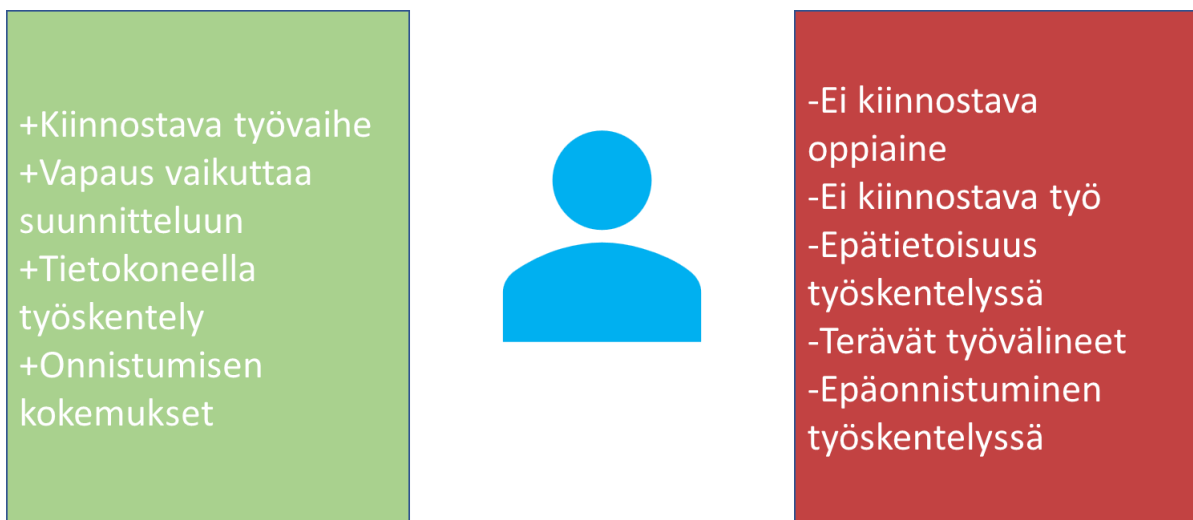 +Kiinnostava työvaihe
+Vapaus vaikuttaa
suunnitteluun
+Tietokoneella
työskentely
+Onnistumisen
kokemukset
-Ei kiinnostava
oppiaine
-Ei kiinnostava työ
-Epätietoisuus
työskentelyssä
-Terävät työvälineet
-Epäonnistuminen
työskentelyssä